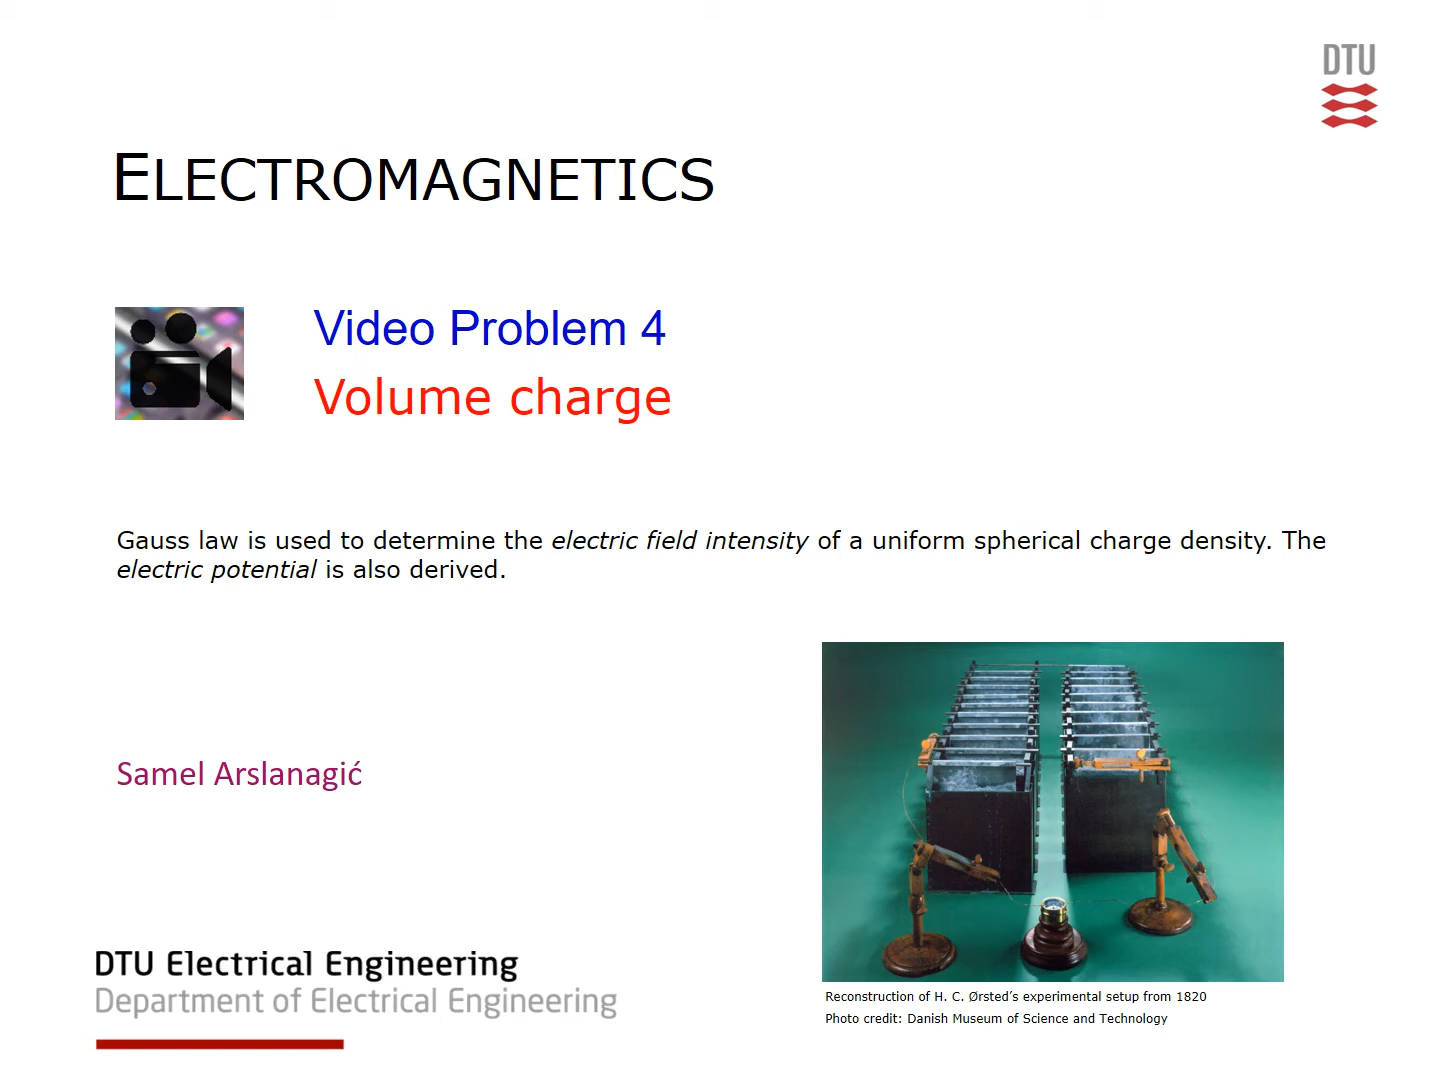 DTU
ELECTROMAGNETICS
Video Problem 4
Volume charge
Gauss law is used to determine the electric field intensity of a uniform spherical charge density. The
electric potential is also derived.
Samel Arslanagić
DTU Electrical Engineering
Department of Electrical Engineering
Reconstruction of H. C. Ørsted’s experimental setup from 1820
Photo credit: Danish Museum of Science and Technology